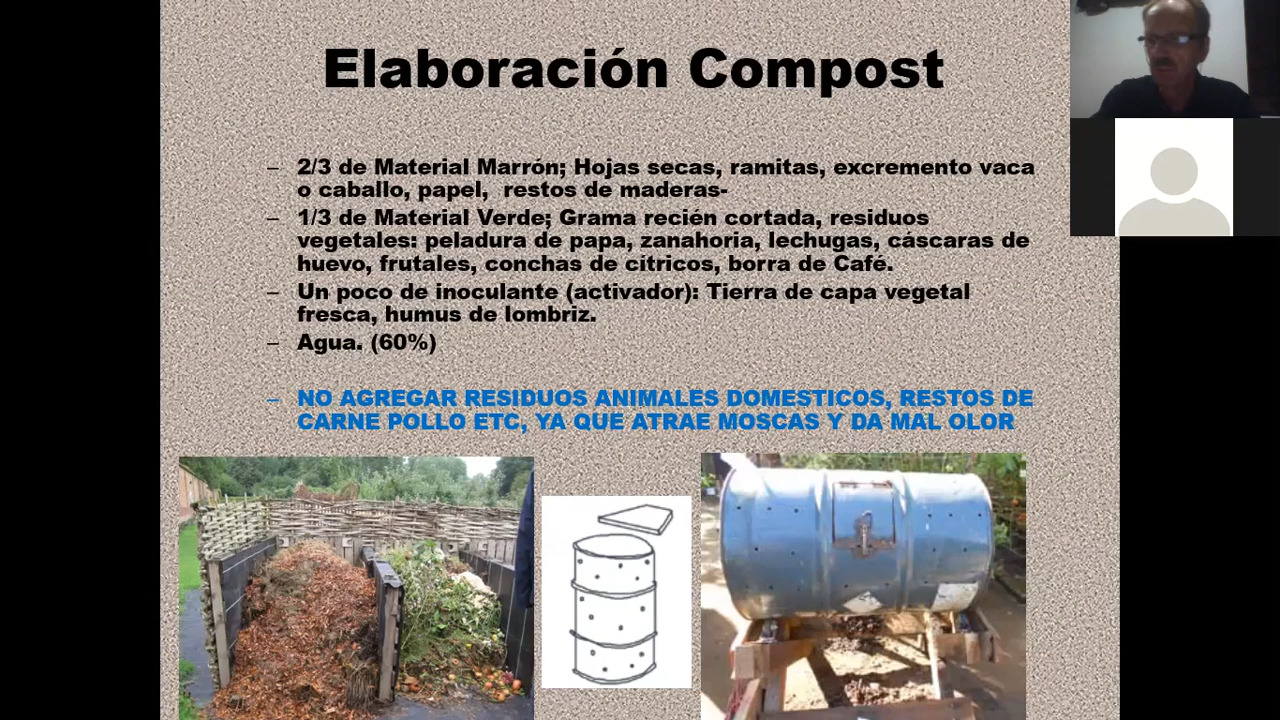 Elaboración Compost
– 2/3 de Material Marrón; Hojas secas, ramitas, excremento vaca
o caballo, papel, restos de maderas-
– 1/3 de Material Verde; Grama recién cortada, residuos
vegetales: peladura de papa, zanahoria, lechugas, cáscaras de
huevo, frutales, conchas de cítricos, borra de Café.
– Un poco de inoculante (activador): Tierra de capa vegetal
fresca, humus de lombriz.
– Agua. (60%)
– NO AGREGAR RESIDUOS ANIMALES DOMESTICOS, RESTOS DE
CARNE POLLO ETC, YA QUE ATRAE MOSCAS Y DA MAL OLOR